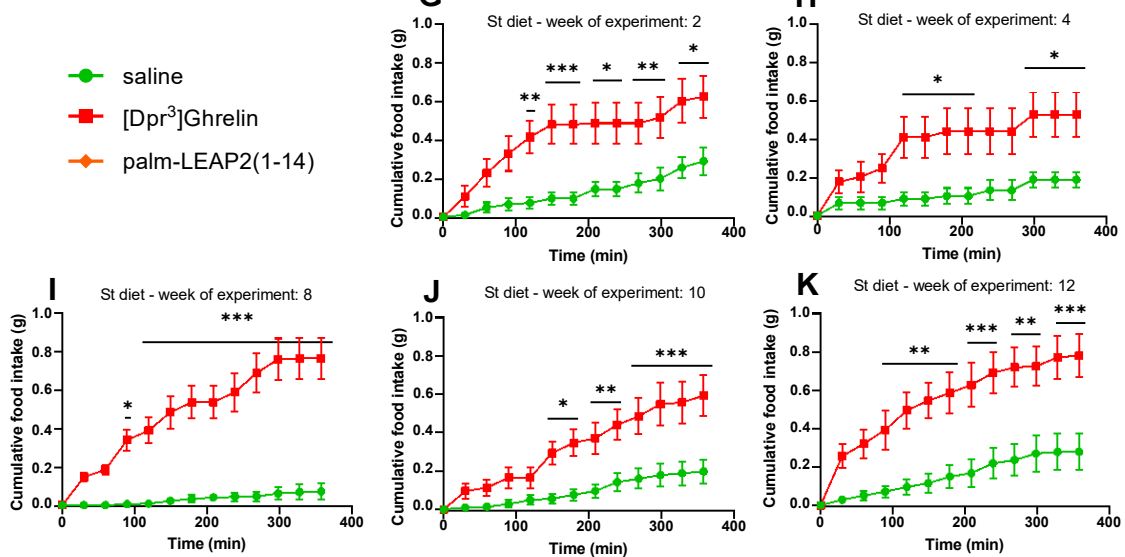 G
H
saline
[Dpr³]Ghrelin
palm-LEAP2(1-14)
St diet - week of experiment: 2
Cumulative food intake (g)
1.0
0.8
0.6
0.4
0.2
0.0
** *** * ** *
0 100 200 300 400
Time (min)
St diet - week of experiment: 4
Cumulative food intake (g)
1.0
0.8
0.6
0.4
0.2
0.0
* *
0 100 200 300 400
Time (min)
I
St diet - week of experiment: 8
Cumulative food intake (g)
1.0
0.8
0.6
0.4
0.2
0.0
* ***
0 100 200 300 400
Time (min)
J
St diet - week of experiment: 10
Cumulative food intake (g)
1.0
0.8
0.6
0.4
0.2
0.0
* ** ***
0 100 200 300 400
Time (min)
K
St diet - week of experiment: 12
Cumulative food intake (g)
1.0
0.8
0.6
0.4
0.2
0.0
** *** ** ***
0 100 200 300 400
Time (min)